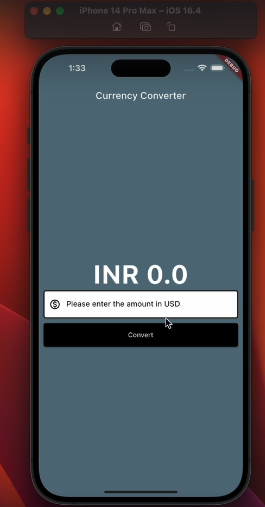 iPhone 14 Pro Max – iOS 16.4
1:33
DEBUG
Currency Converter
INR 0.0
Please enter the amount in USD
Convert